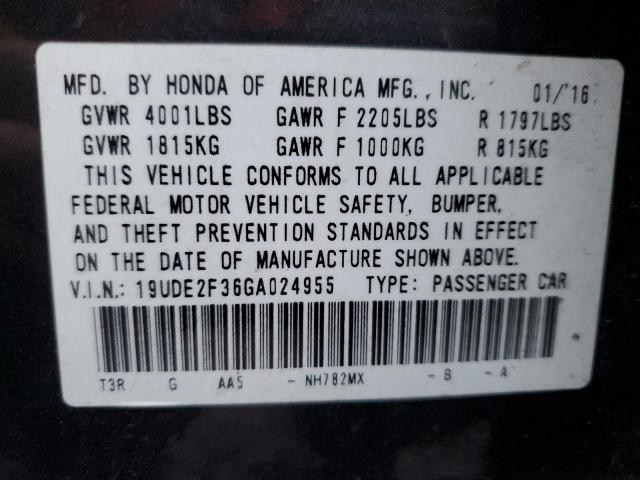 MFD. BY HONDA OF AMERICA MFG., INC. 01/16
GVWR 4001LBS GAWR F 2205LBS R 1797LBS
GVWR 1815KG GAWR F 1000KG R 815KG
THIS VEHICLE CONFORMS TO ALL APPLICABLE
FEDERAL MOTOR VEHICLE SAFETY, BUMPER,
AND THEFT PREVENTION STANDARDS IN EFFECT
ON THE DATE OF MANUFACTURE SHOWN ABOVE.
V.I.N.: 19UDE2F36GA024955 TYPE: PASSENGER CAR
T3R G AA5 - NH782MX - B - A